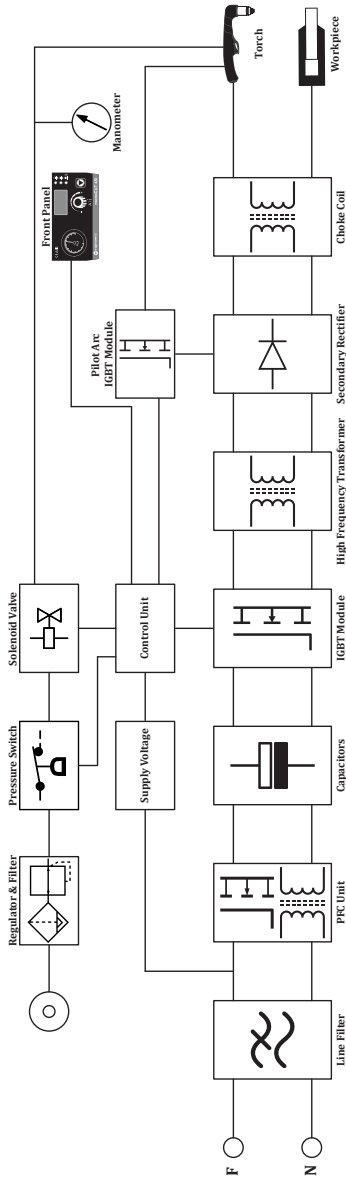 Regulator & Filter
Pressure Switch
Solenoid Valve
Front Panel
Manometer
Supply Voltage
Control Unit
Pilot Arc
IGBT Module
Torch
Workpiece
F
N
Line Filter
PFC Unit
Capacitors
IGBT Module
High Frequency Transformer
Secondary Rectifier
Choke Coil